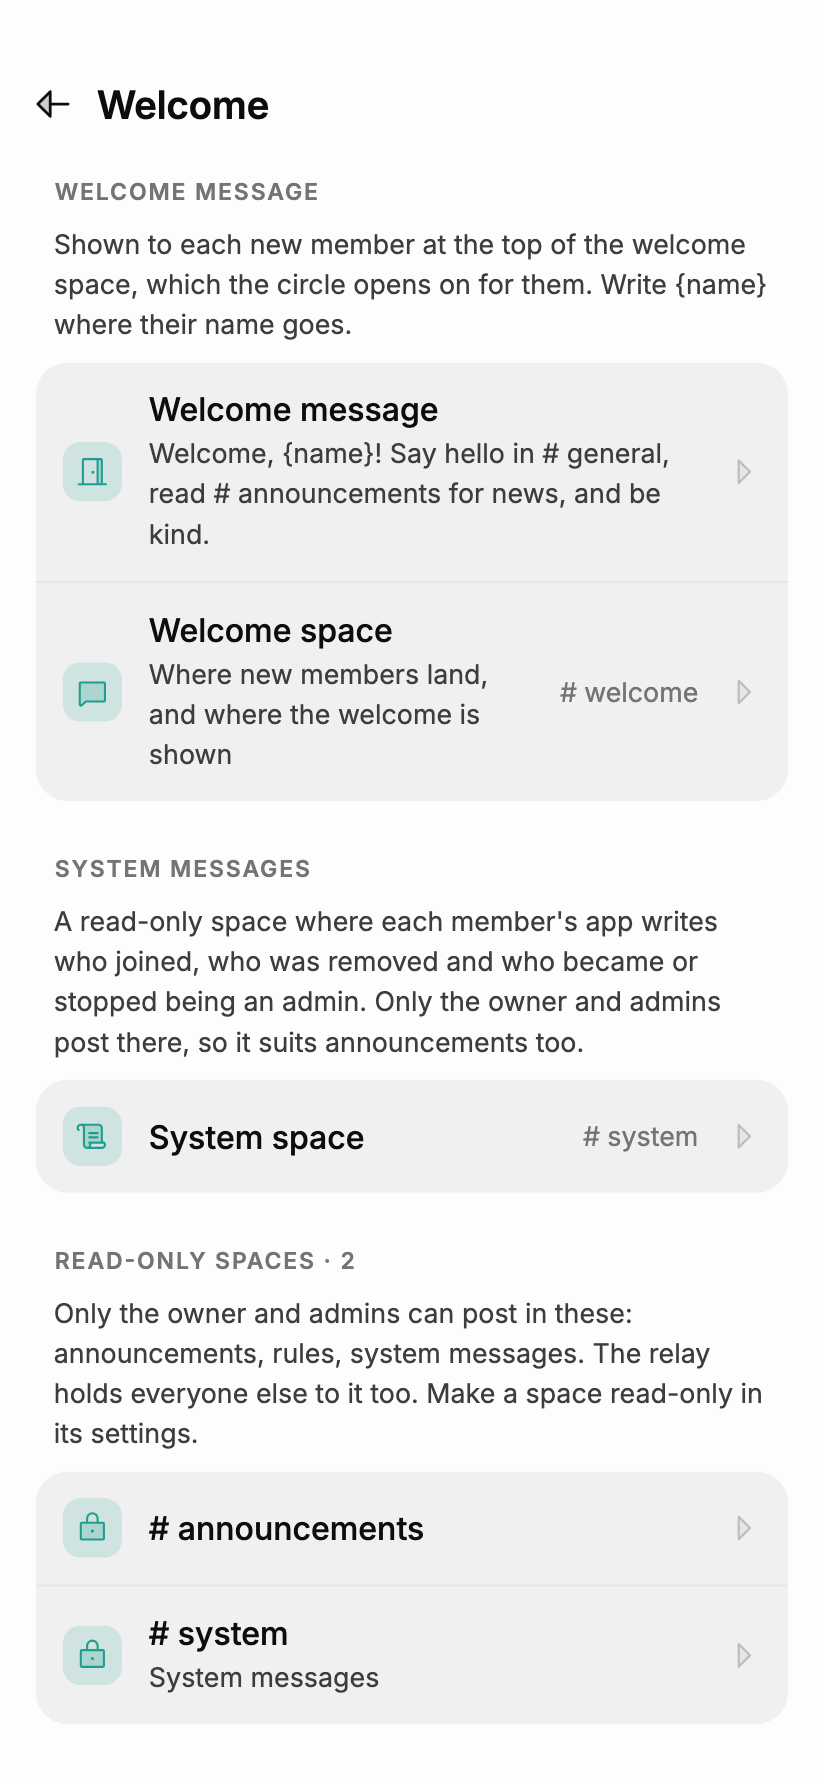 Welcome
WELCOME MESSAGE
Shown to each new member at the top of the welcome
space, which the circle opens on for them. Write {name}
where their name goes.
Welcome message
Welcome, {name}! Say hello in # general,
read # announcements for news, and be
kind.
Welcome space
Where new members land,
and where the welcome is
shown
# welcome
SYSTEM MESSAGES
A read-only space where each member's app writes
who joined, who was removed and who became or
stopped being an admin. Only the owner and admins
post there, so it suits announcements too.
System space
# system
READ-ONLY SPACES · 2
Only the owner and admins can post in these:
announcements, rules, system messages. The relay
holds everyone else to it too. Make a space read-only in
its settings.
# announcements
# system
System messages